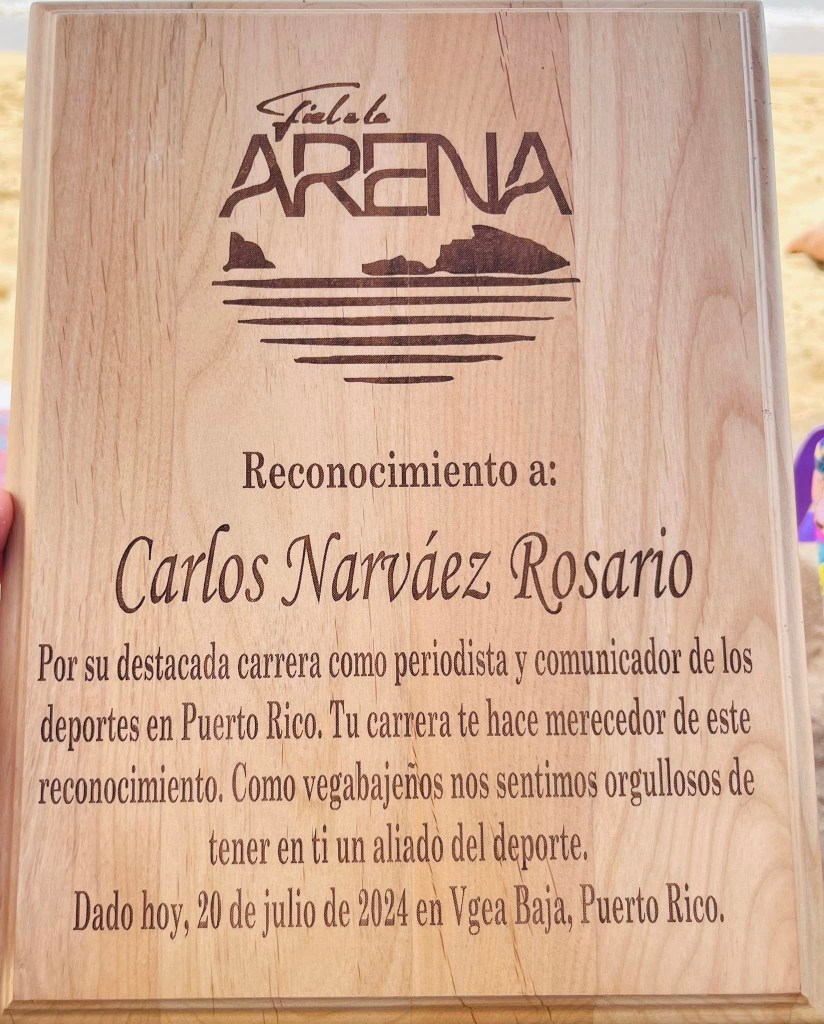 Fiel a la
ARENA
Reconocimiento a:
Carlos Narváez Rosario
Por su destacada carrera como periodista y comunicador de los
deportes en Puerto Rico. Tu carrera te hace merecedor de este
reconocimiento. Como vegabajeños nos sentimos orgullosos de
tener en ti un aliado del deporte.
Dado hoy, 20 de julio de 2024 en Vgea Baja, Puerto Rico.